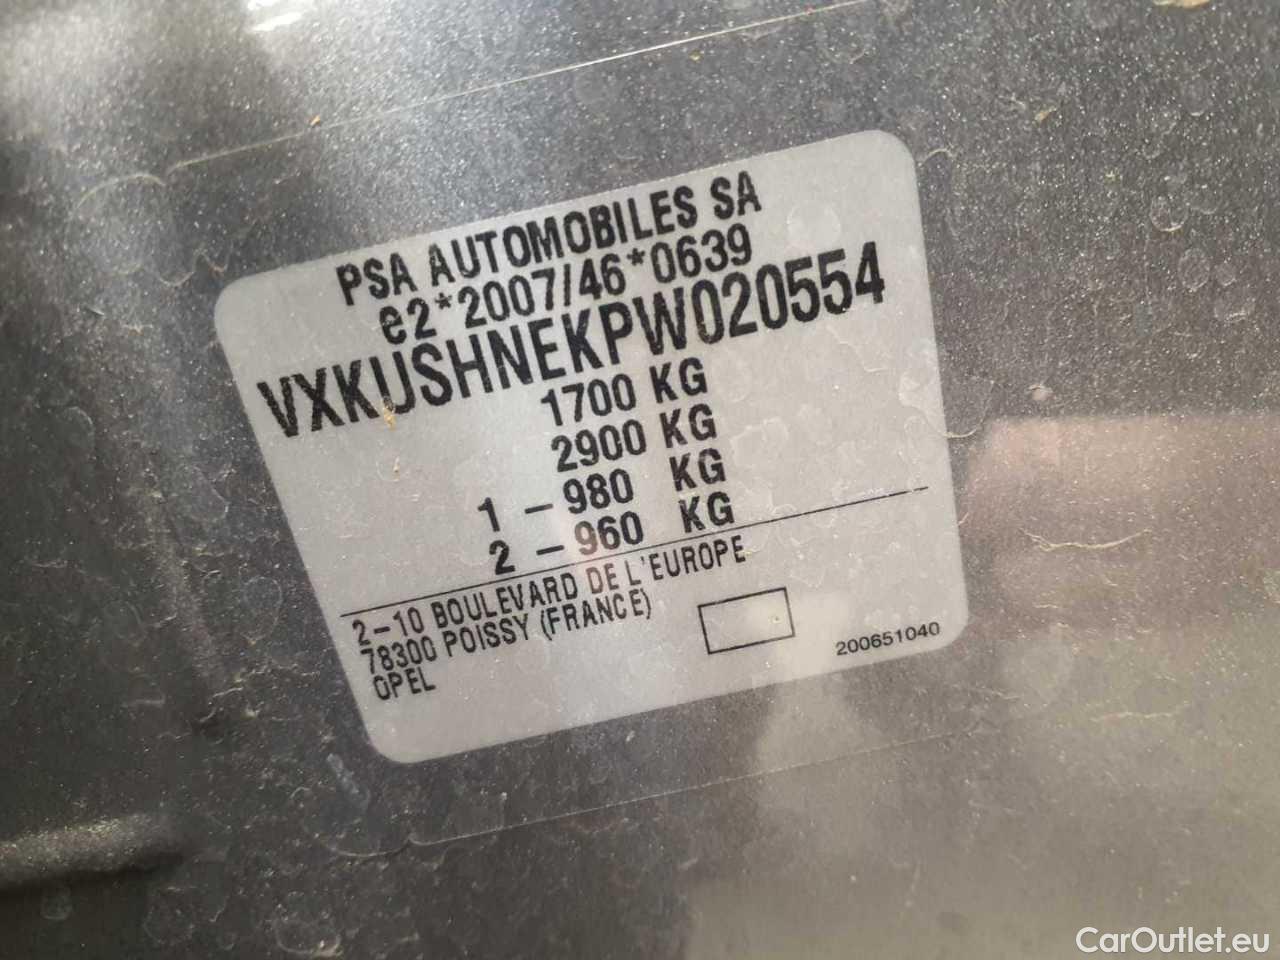 PSA AUTOMOBILES SA
e2*2007/46*0639
VXKUSHNEKPW020554
1700 KG
2900 KG
1 - 980 KG
2 - 960 KG
2-10 BOULEVARD DE L'EUROPE
78300 POISSY (FRANCE)
OPEL
200651040
CarOutlet.eu